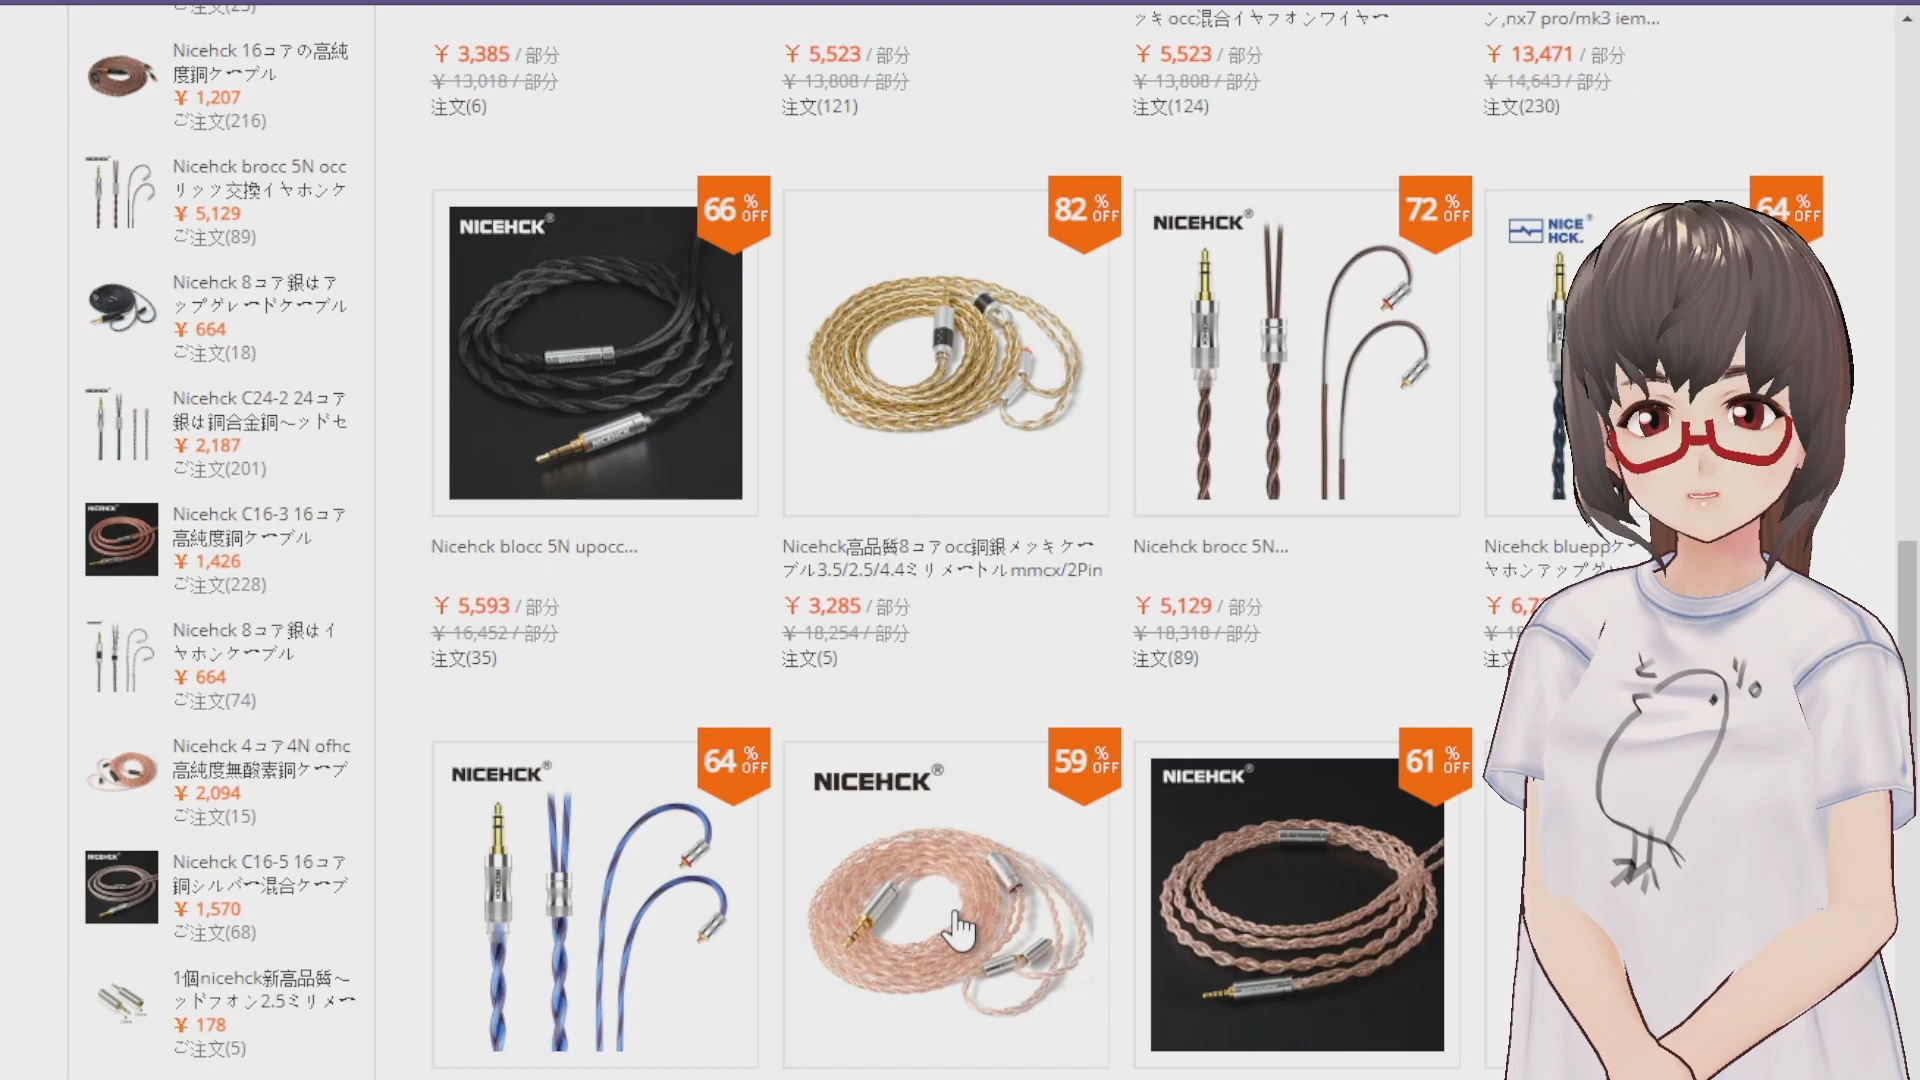 ご注文(25)
Nicehck 16コアの高純
度銅ケーブル
¥ 1,207
ご注文(216)
Nicehck brocc 5N occ
リッツ交換イヤホンケ
¥ 5,129
ご注文(89)
Nicehck 8コア銀はア
ップグレードケーブル
¥ 664
ご注文(18)
Nicehck C24-2 24コア
銀は銅合金銅ヘッドセ
¥ 2,187
ご注文(201)
NICEHCK
Nicehck C16-3 16コア
高純度銅ケーブル
¥ 1,426
ご注文(228)
Nicehck 8コア銀はイ
ヤホンケーブル
¥ 664
ご注文(74)
Nicehck 4コア4N ofhc
高純度無酸素銅ケーブ
¥ 2,094
ご注文(15)
Nicehck C16-5 16コア
銅シルバー混合ケーブ
¥ 1,570
ご注文(68)
1個nicehck新高品質ヘ
ッドフォン2.5ミリメー
¥ 178
ご注文(5)
ッキocc混合イヤフォンワイヤー
ン,nx7 pro/mk3 iem...
¥ 3,385 / 部分
¥ 13,018 / 部分
注文(6)
¥ 5,523 / 部分
¥ 13,808 / 部分
注文(121)
¥ 5,523 / 部分
¥ 13,808 / 部分
注文(124)
¥ 13,471 / 部分
¥ 14,643 / 部分
注文(230)
NICEHCK®
66 % OFF
82 % OFF
NICEHCK®
72 % OFF
NICE HCK.®
64 % OFF
Nicehck blocc 5N upocc...
¥ 5,593 / 部分
¥ 16,452 / 部分
注文(35)
Nicehck高品質8コアocc銅銀メッキケー
ブル3.5/2.5/4.4ミリメートルmmcx/2Pin
¥ 3,285 / 部分
¥ 18,254 / 部分
注文(5)
Nicehck brocc 5N...
¥ 5,129 / 部分
¥ 18,318 / 部分
注文(89)
Nicehck blueppケ
ヤホンアップグ
¥ 6,7
注文
NICEHCK®
64 % OFF
NICEHCK®
59 % OFF
NICEHCK®
61 % OFF
とり。